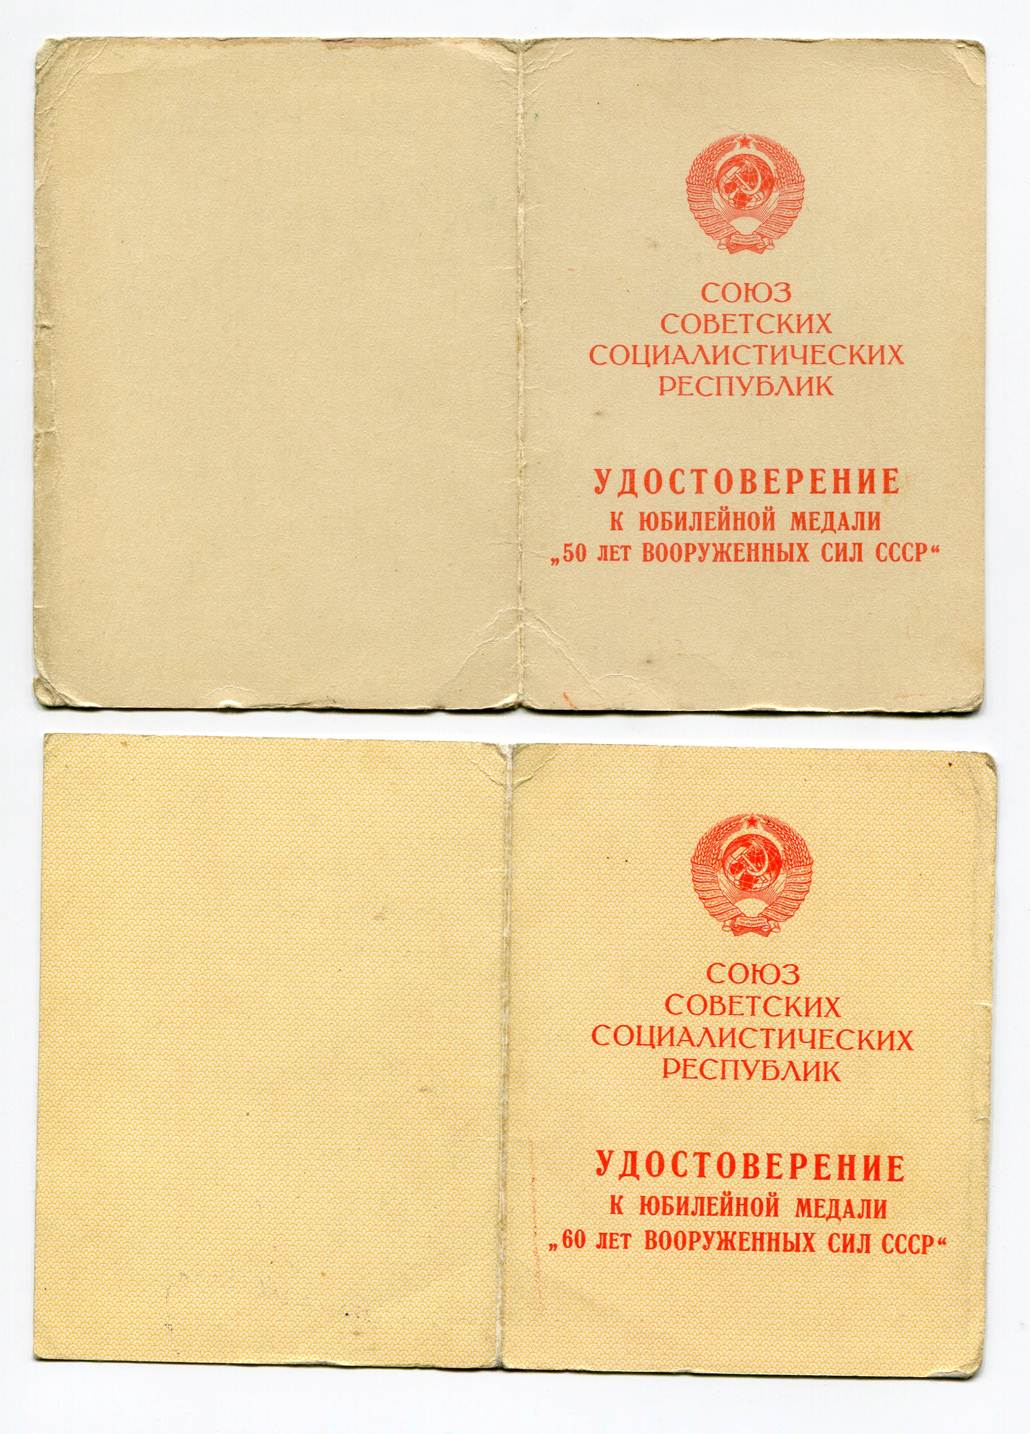 СОЮЗ
СОВЕТСКИХ
СОЦИАЛИСТИЧЕСКИХ
РЕСПУБЛИК
УДОСТОВЕРЕНИЕ
К ЮБИЛЕЙНОЙ МЕДАЛИ
„50 ЛЕТ ВООРУЖЕННЫХ СИЛ СССР“
СОЮЗ
СОВЕТСКИХ
СОЦИАЛИСТИЧЕСКИХ
РЕСПУБЛИК
УДОСТОВЕРЕНИЕ
К ЮБИЛЕЙНОЙ МЕДАЛИ
„60 ЛЕТ ВООРУЖЕННЫХ СИЛ СССР“